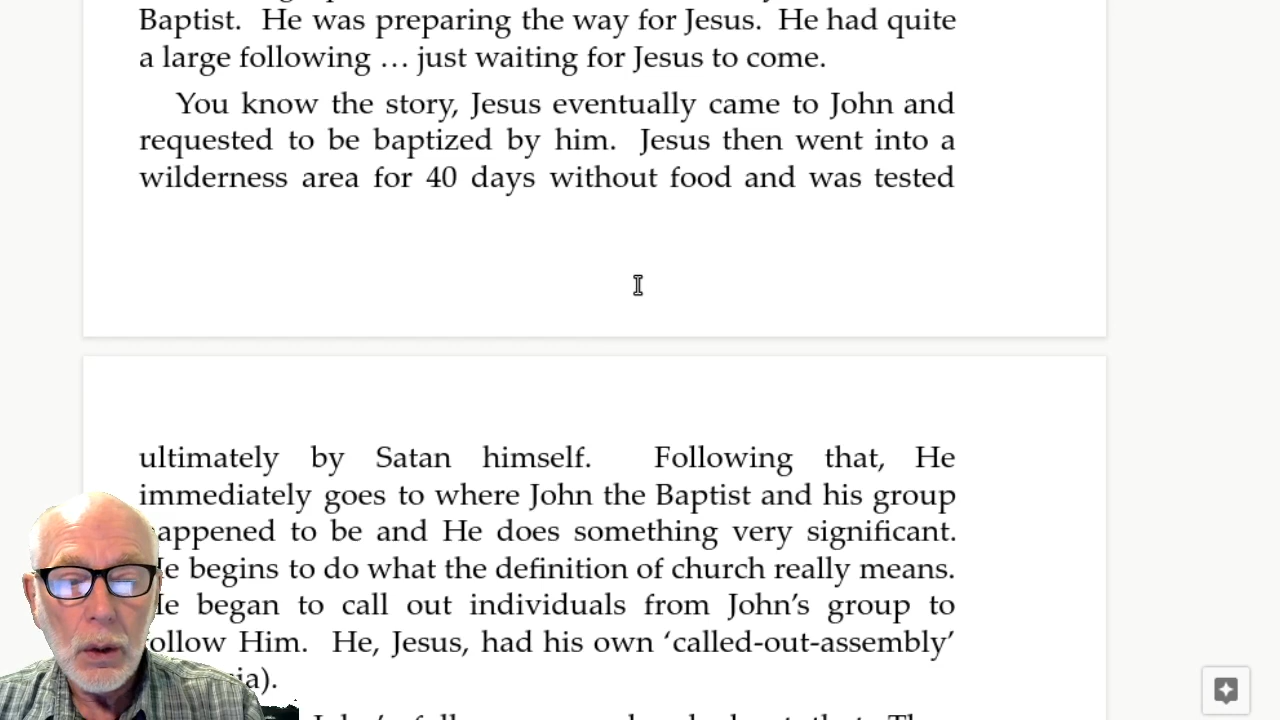 Baptist. He was preparing the way for Jesus. He had quite
a large following … just waiting for Jesus to come.
You know the story, Jesus eventually came to John and
requested to be baptized by him. Jesus then went into a
wilderness area for 40 days without food and was tested
ultimately by Satan himself. Following that, He
immediately goes to where John the Baptist and his group
happened to be and He does something very significant.
He begins to do what the definition of church really means.
He began to call out individuals from John's group to
follow Him. He, Jesus, had his own 'called-out-assembly'